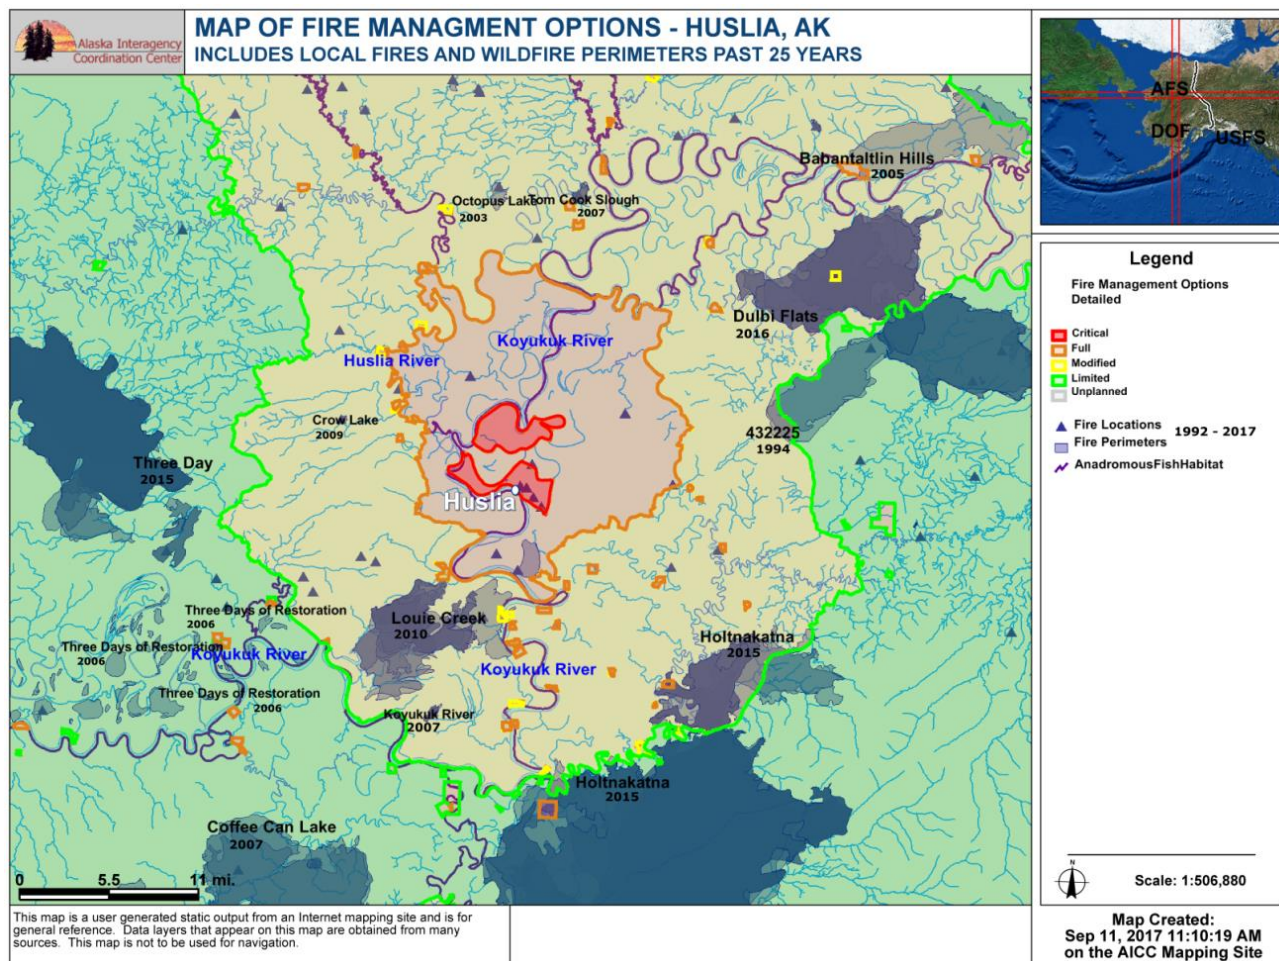 Alaska Interagency
Coordination Center
MAP OF FIRE MANAGMENT OPTIONS - HUSLIA, AK
INCLUDES LOCAL FIRES AND WILDFIRE PERIMETERS PAST 25 YEARS
AFS
DOF
USFS
Babantaltlin Hills
2005
Octopus Lake
2003
Tom Cook Slough
2007
Dulbi Flats
2016
Koyukuk River
Huslia River
Crow Lake
2009
432225
1994
Three Day
2015
Huslia
Three Days of Restoration
2006
Louie Creek
2010
Holtnakatna
2015
Three Days of Restoration
2006
Koyukuk River
Koyukuk River
Three Days of Restoration
2006
Koyukuk River
2007
Holtnakatna
2015
Coffee Can Lake
2007
0 5.5 11 mi.
Legend
Fire Management Options
Detailed
Critical
Full
Modified
Limited
Unplanned
Fire Locations 1992 - 2017
Fire Perimeters
AnadromousFishHabitat
N
Scale: 1:506,880
This map is a user generated static output from an Internet mapping site and is for
general reference. Data layers that appear on this map are obtained from many
sources. This map is not to be used for navigation.
Map Created:
Sep 11, 2017 11:10:19 AM
on the AICC Mapping Site